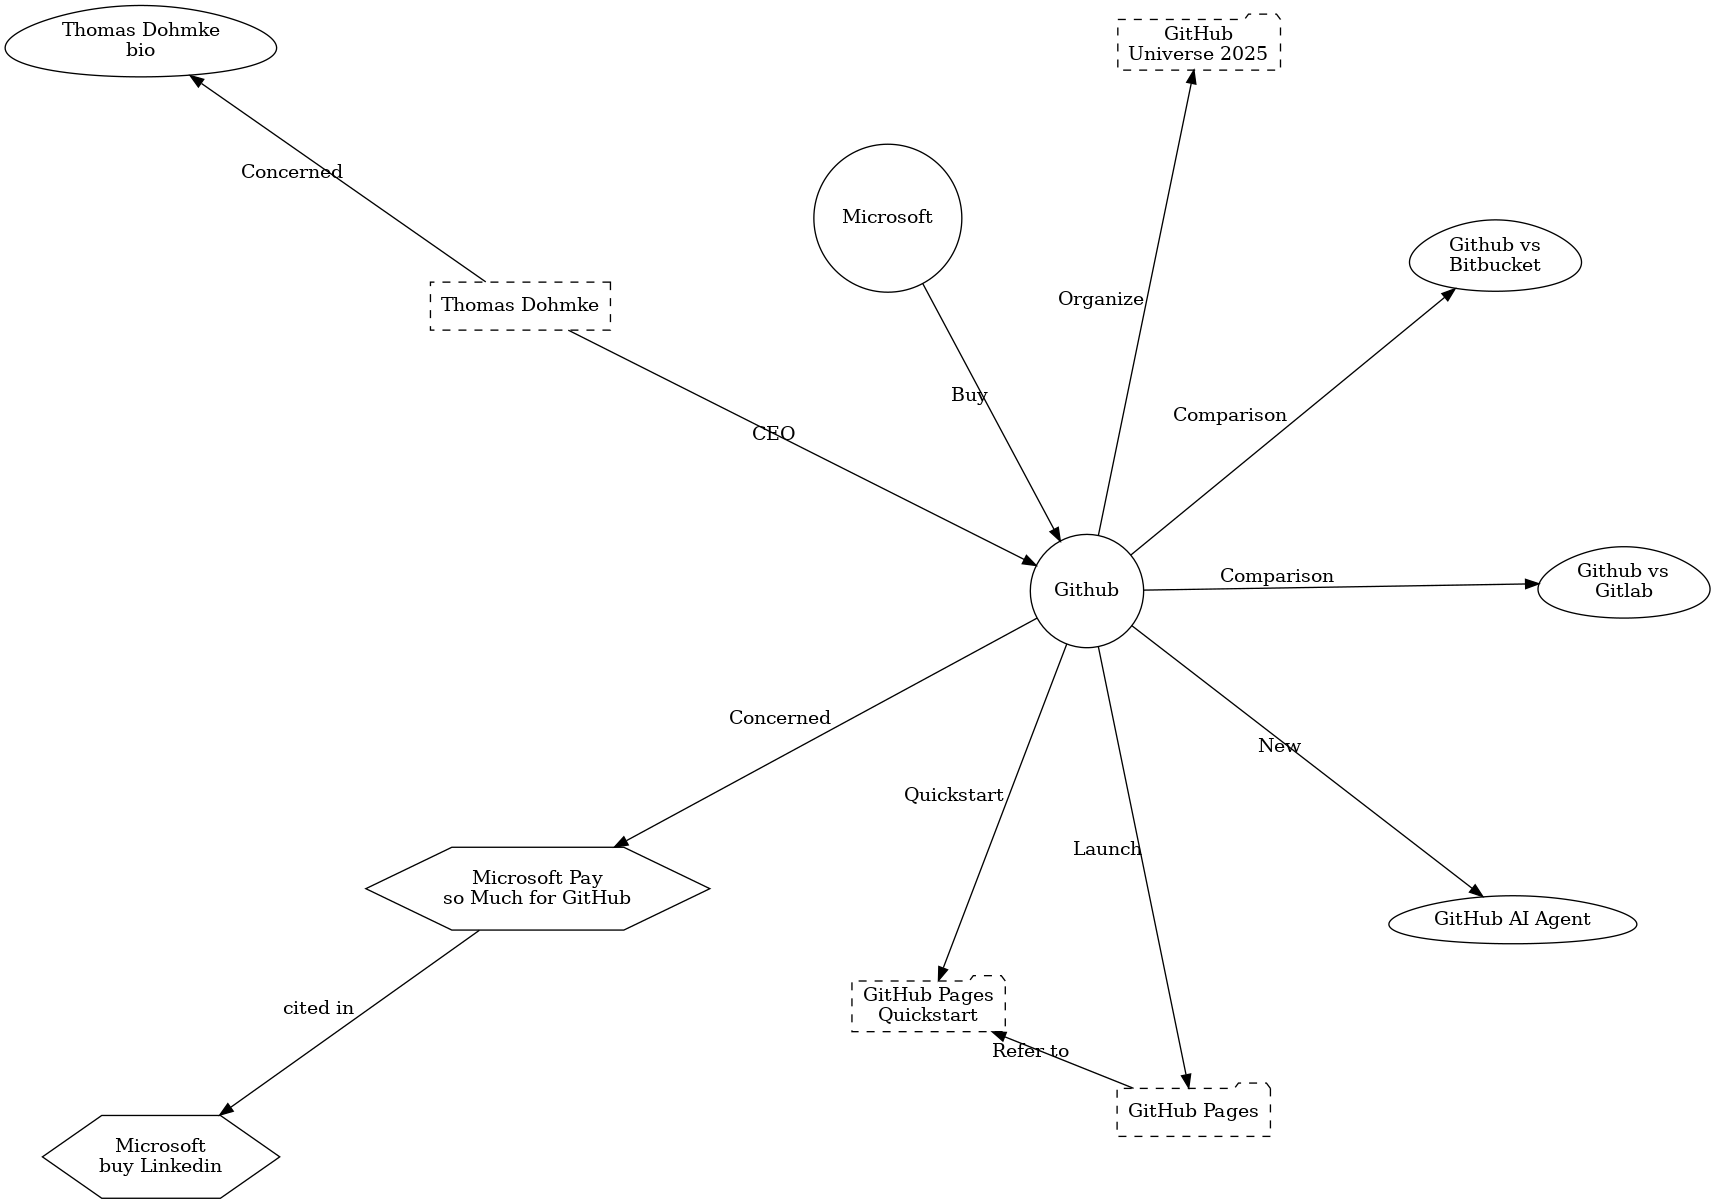 Thomas Dohmke
bio
GitHub
Universe 2025
Concerned
Microsoft
Github vs
Bitbucket
Organize
Thomas Dohmke
Buy
Comparison
CEO
Github
Comparison
Github vs
Gitlab
Concerned
New
Quickstart
Launch
Microsoft Pay
so Much for GitHub
GitHub AI Agent
cited in
GitHub Pages
Quickstart
Refer to
GitHub Pages
Microsoft
buy Linkedin